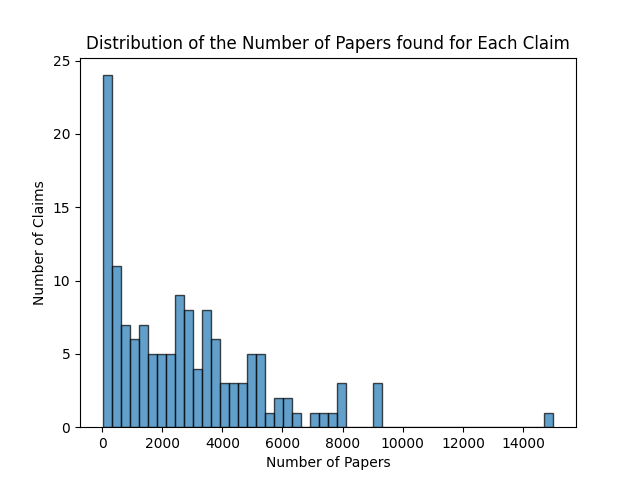 Distribution of the Number of Papers found for Each Claim
25
20
15
10
5
0
Number of Claims
0 2000 4000 6000 8000 10000 12000 14000
Number of Papers